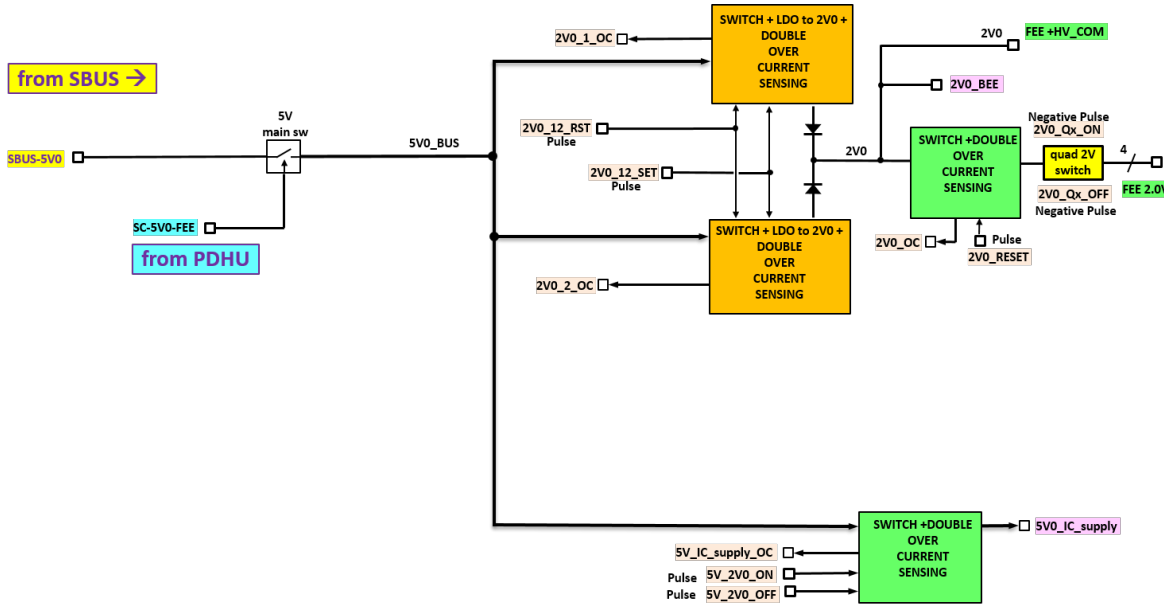 from SBUS →
SBUS-5V0
5V
main sw
5V0_BUS
SC-5V0-FEE
from PDHU
2V0_1_OC
SWITCH + LDO to 2V0 +
DOUBLE
OVER
CURRENT
SENSING
2V0_12_RST
Pulse
2V0_12_SET
Pulse
SWITCH + LDO to 2V0 +
DOUBLE
OVER
CURRENT
SENSING
2V0_2_OC
2V0
2V0
FEE +HV_COM
2V0_BEE
SWITCH +DOUBLE
OVER
CURRENT
SENSING
2V0_OC
Pulse
2V0_RESET
Negative Pulse
2V0_Qx_ON
quad 2V
switch
2V0_Qx_OFF
Negative Pulse
4
FEE 2.0V
SWITCH +DOUBLE
OVER
CURRENT
SENSING
5V0_IC_supply
5V_IC_supply_OC
Pulse 5V_2V0_ON
Pulse 5V_2V0_OFF